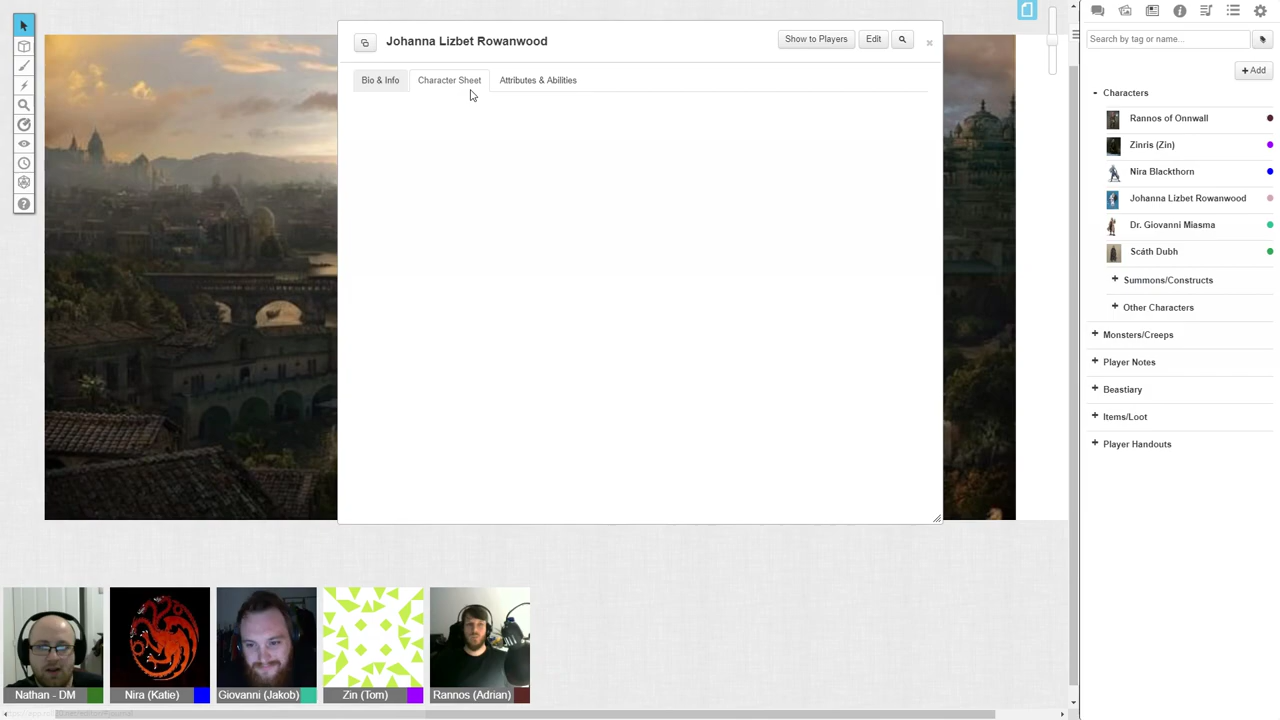 Johanna Lizbet Rowanwood
Show to Players
Edit
Bio & Info
Character Sheet
Attributes & Abilities
Search by tag or name...
+ Add
- Characters
Rannos of Onnwall
Zinris (Zin)
Nira Blackthorn
Johanna Lizbet Rowanwood
Dr. Giovanni Miasma
Scáth Dubh
+ Summons/Constructs
+ Other Characters
+ Monsters/Creeps
+ Player Notes
+ Beastiary
+ Items/Loot
+ Player Handouts
Nathan - DM
Nira (Katie)
Giovanni (Jakob)
Zin (Tom)
Rannos (Adrian)